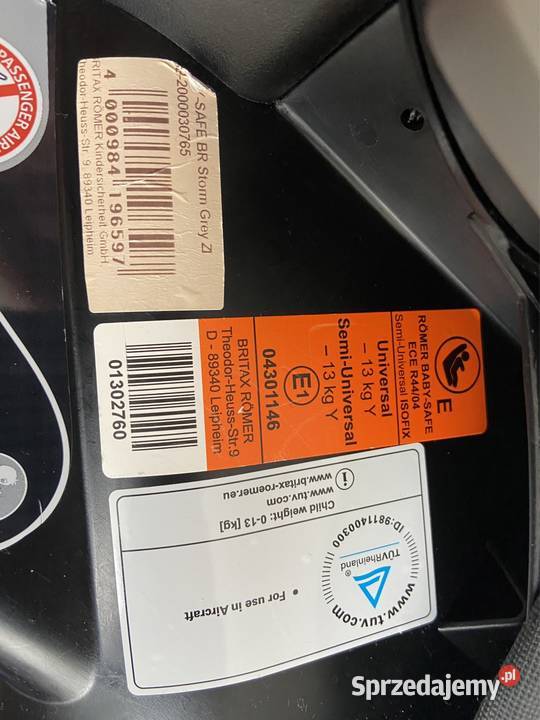 PASSENGER AIR
Y-SAFE BR Storm Grey ZI
2000030765
4 000984 196597
BRITAX RÖMER Kindersicherheit GmbH
Theodor-Heuss-Str. 9, 89340 Leipheim
E
RÖMER BABY-SAFE
ECE R44/04
Semi-Universal ISOFIX
Universal
– 13 kg Y
Semi-Universal
– 13 kg Y
E1
04301146
BRITAX RÖMER
Theodor-Heuss-Str.9
D - 89340 Leipheim
01302760
ID:9811400300
TÜVRheinland®
www.tuv.com
• For use in Aircraft
Child weight: 0-13 [kg]
www.tuv.com
www.britax-roemer.eu
i
Sprzedajemy.pl